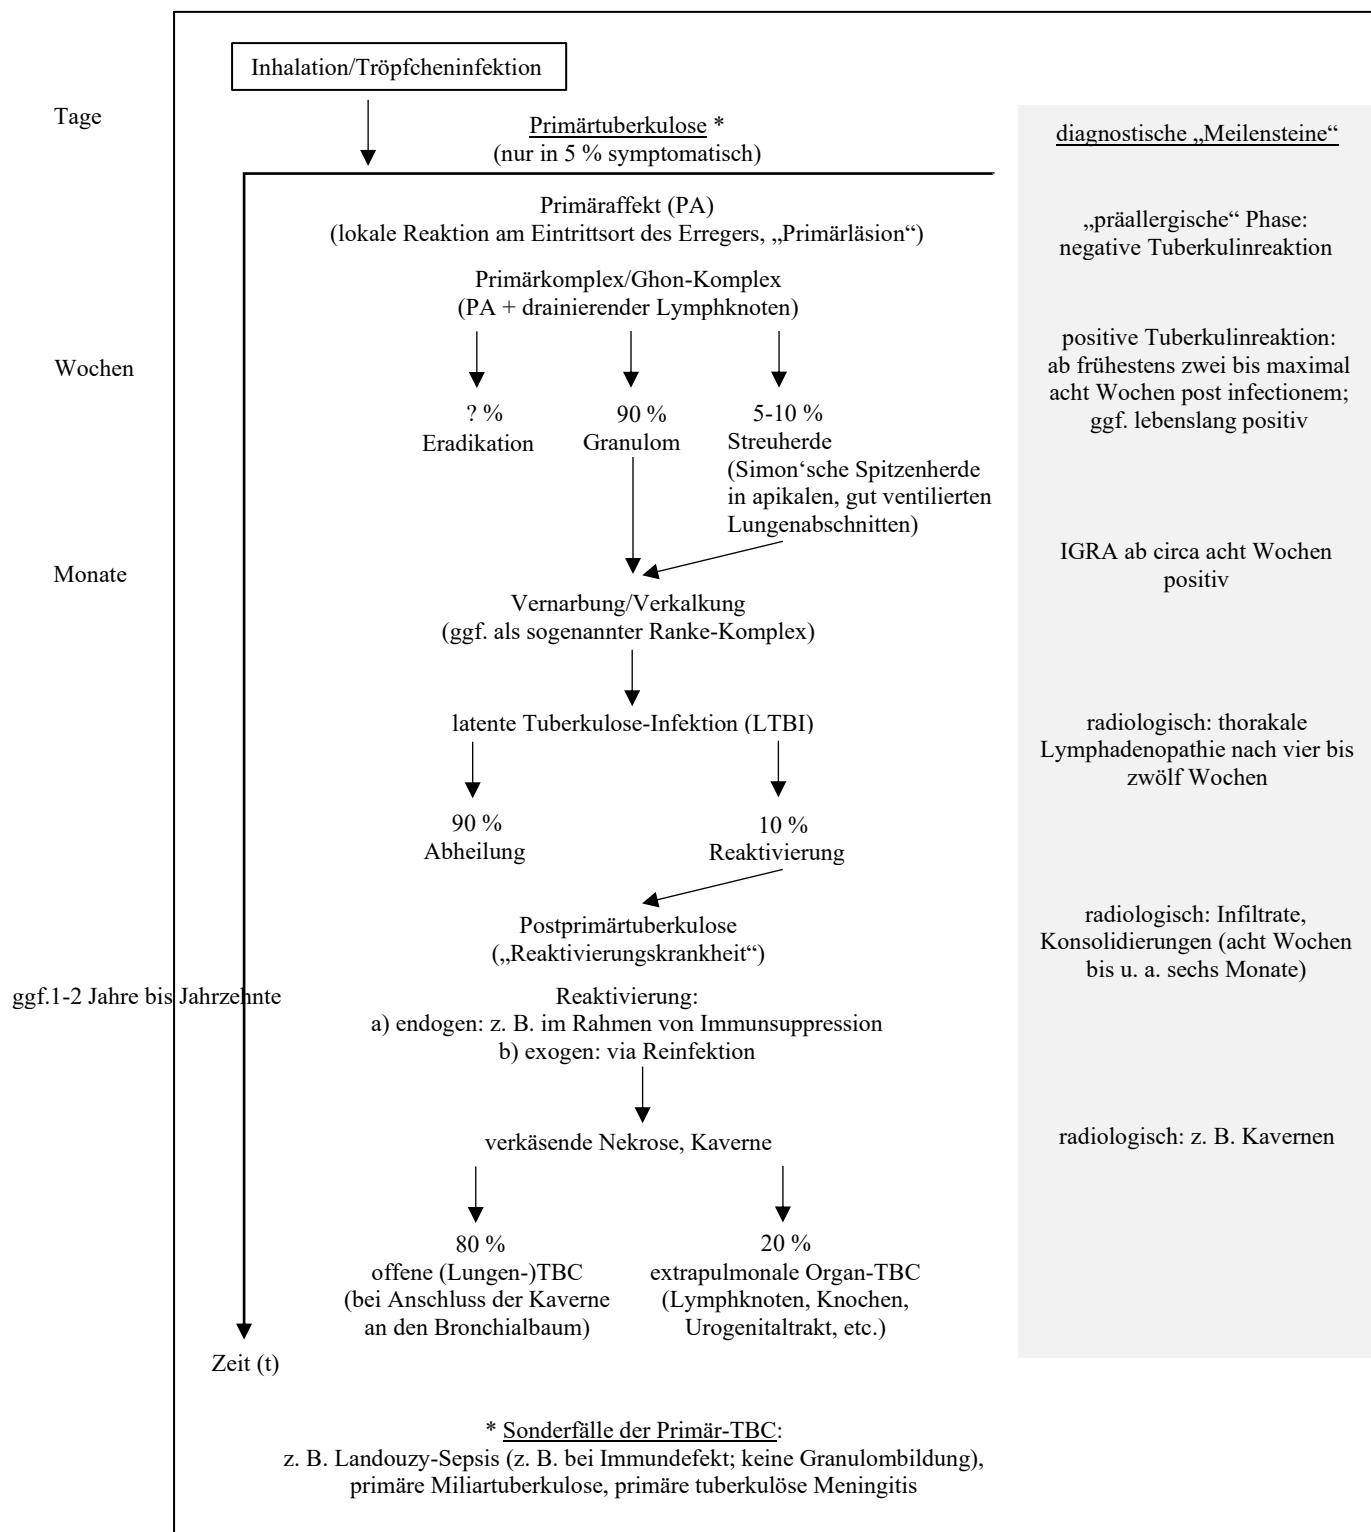 Inhalation/Tröpfcheninfektion
Tage
Primärtuberkulose *
(nur in 5 % symptomatisch)
diagnostische „Meilensteine“
Primäraffekt (PA)
(lokale Reaktion am Eintrittsort des Erregers, „Primärläsion“)
„präallergische“ Phase:
negative Tuberkulinreaktion
Primärkomplex/Ghon-Komplex
(PA + drainierender Lymphknoten)
Wochen
positive Tuberkulinreaktion:
ab frühestens zwei bis maximal
acht Wochen post infectionem;
ggf. lebenslang positiv
? %
Eradikation
90 %
Granulom
5-10 %
Streuherde
(Simon‘sche Spitzenherde
in apikalen, gut ventilierten
Lungenabschnitten)
Monate
IGRA ab circa acht Wochen
positiv
Vernarbung/Verkalkung
(ggf. als sogenannter Ranke-Komplex)
latente Tuberkulose-Infektion (LTBI)
radiologisch: thorakale
Lymphadenopathie nach vier bis
zwölf Wochen
90 %
Abheilung
10 %
Reaktivierung
Postprimärtuberkulose
(„Reaktivierungskrankheit“)
radiologisch: Infiltrate,
Konsolidierungen (acht Wochen
bis u. a. sechs Monate)
ggf.1-2 Jahre bis Jahrzehnte
Reaktivierung:
a) endogen: z. B. im Rahmen von Immunsuppression
b) exogen: via Reinfektion
verkäsende Nekrose, Kaverne
radiologisch: z. B. Kavernen
80 %
offene (Lungen-)TBC
(bei Anschluss der Kaverne
an den Bronchialbaum)
20 %
extrapulmonale Organ-TBC
(Lymphknoten, Knochen,
Urogenitaltrakt, etc.)
Zeit (t)
* Sonderfälle der Primär-TBC:
z. B. Landouzy-Sepsis (z. B. bei Immundefekt; keine Granulombildung),
primäre Miliartuberkulose, primäre tuberkulöse Meningitis